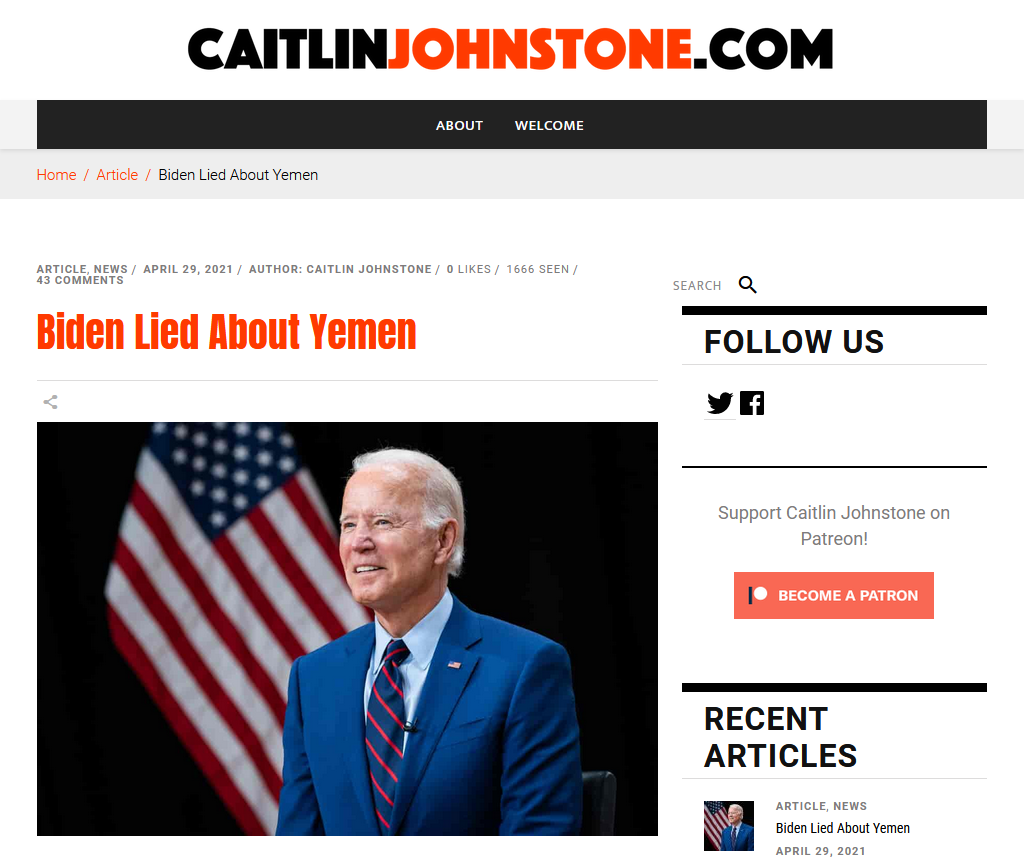 CAITLINJOHNSTONE.COM
ABOUT WELCOME
Home / Article / Biden Lied About Yemen
ARTICLE, NEWS / APRIL 29, 2021 / AUTHOR: CAITLIN JOHNSTONE / 0 LIKES / 1666 SEEN /
43 COMMENTS
Biden Lied About Yemen
SEARCH
FOLLOW US
Support Caitlin Johnstone on
Patreon!
BECOME A PATRON
RECENT
ARTICLES
ARTICLE, NEWS
Biden Lied About Yemen
APRIL 29, 2021